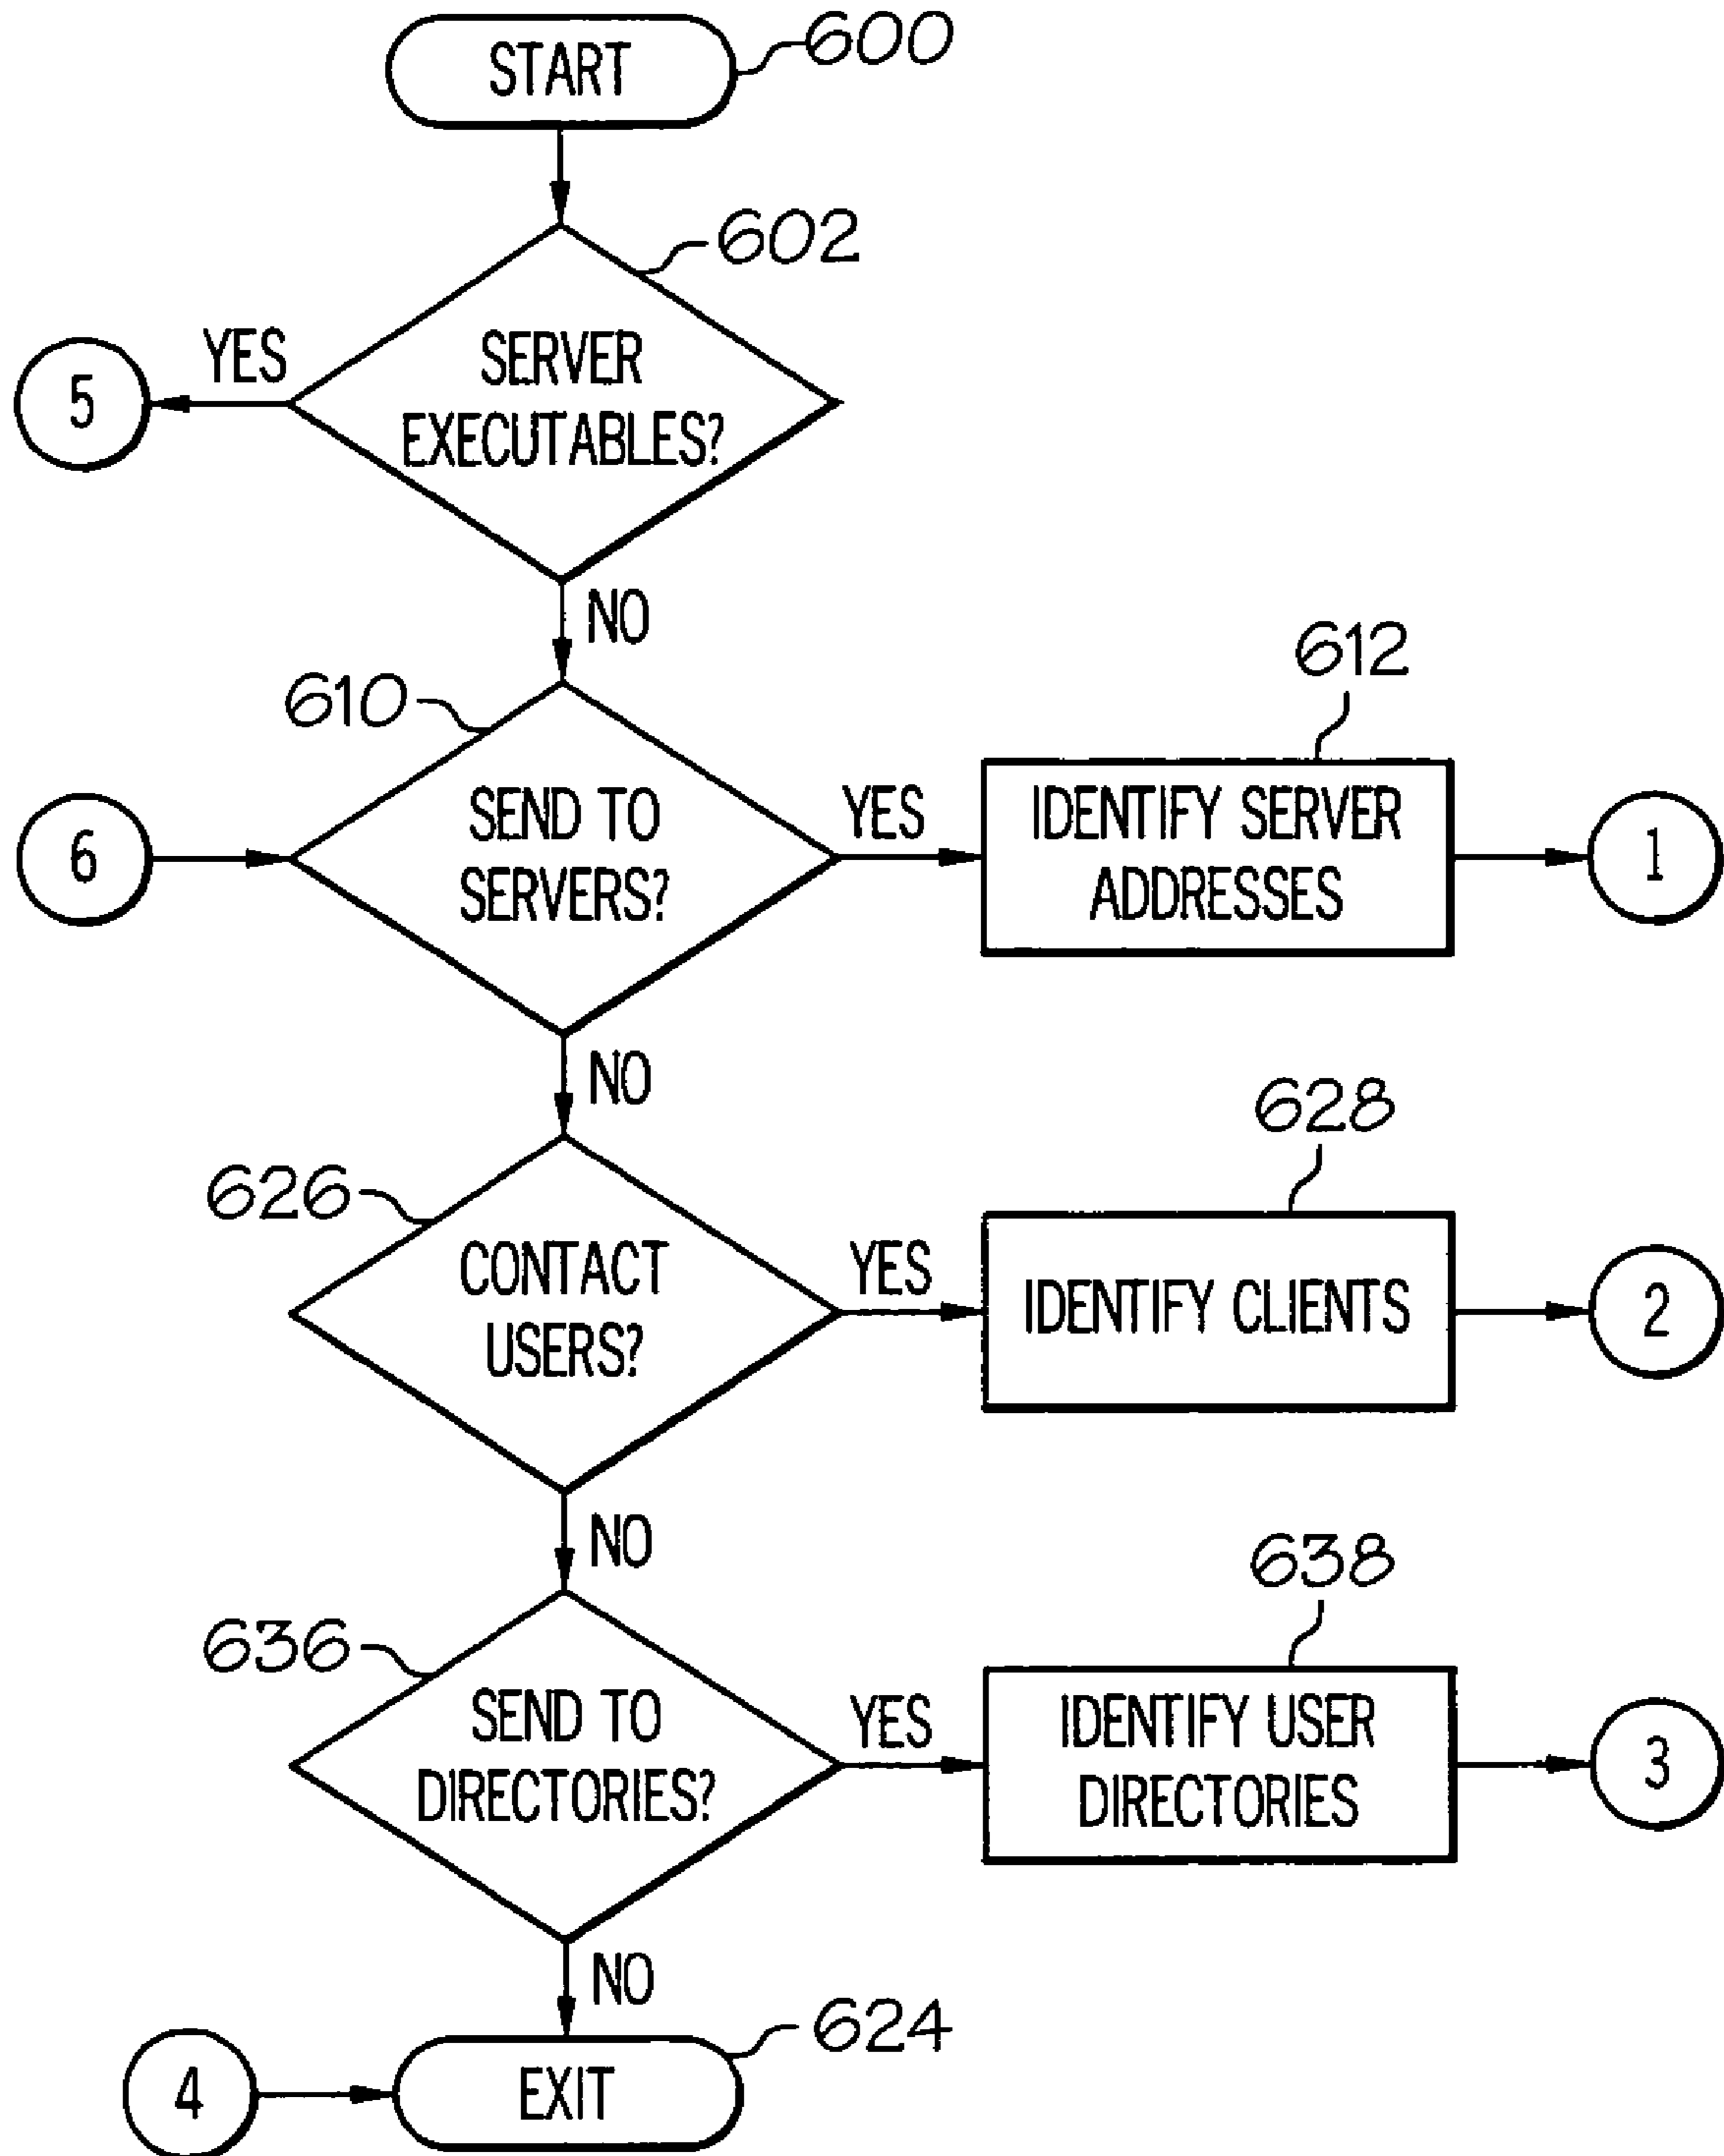 START
600
602
YES
5
SERVER
EXECUTABLES?
NO
610
612
6
SEND TO
SERVERS?
YES
IDENTIFY SERVER
ADDRESSES
1
NO
626
628
CONTACT
USERS?
YES
IDENTIFY CLIENTS
2
NO
636
638
SEND TO
DIRECTORIES?
YES
IDENTIFY USER
DIRECTORIES
3
NO
624
4
EXIT